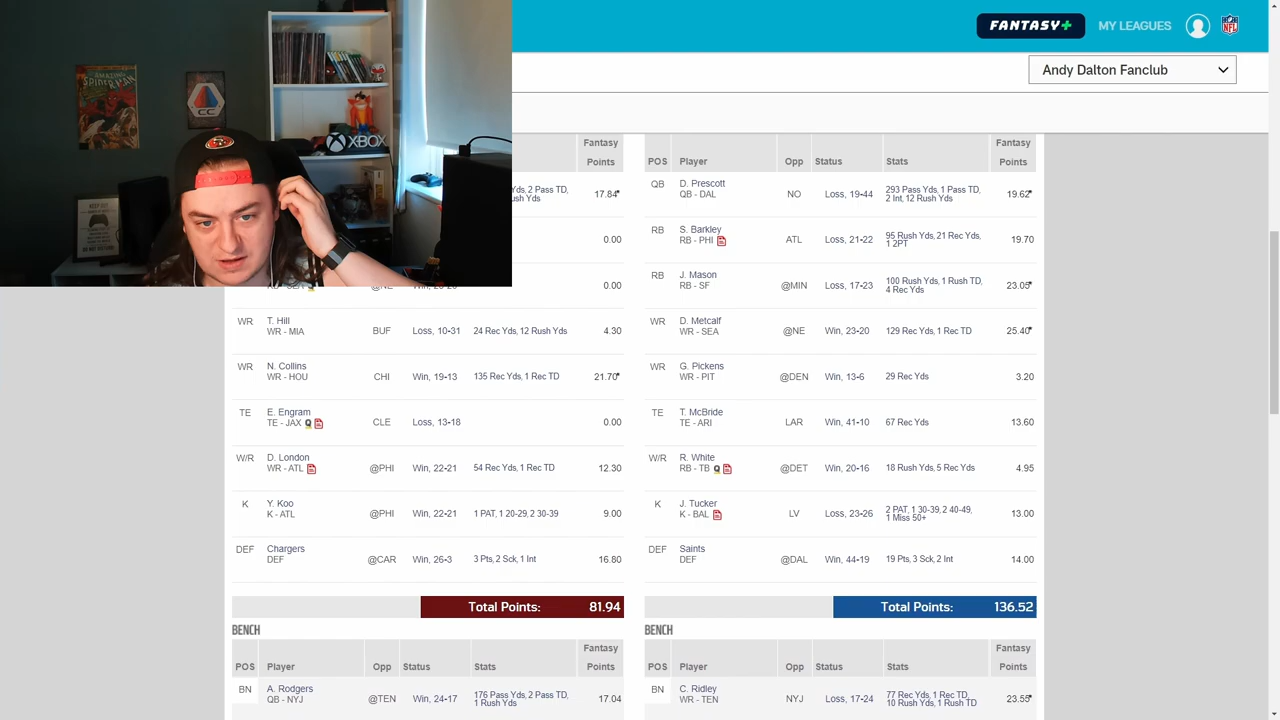 FANTASY+
MY LEAGUES
Andy Dalton Fanclub
AMAZING
SPIDER-MAN
CC
XBOX
Fantasy
Points
POS Player Opp Status Stats Fantasy
Points
Yds, 2 Pass TD,
ush Yds
17.84*
QB D. Prescott
QB - DAL
NO Loss, 19-44 293 Pass Yds, 1 Pass TD,
2 Int, 12 Rush Yds
19.62*
0.00
RB S. Barkley
RB - PHI
ATL Loss, 21-22 95 Rush Yds, 21 Rec Yds,
1 2PT
19.70
0.00
RB J. Mason
RB - SF
@MIN Loss, 17-23 100 Rush Yds, 1 Rush TD,
4 Rec Yds
23.05*
WR T. Hill
WR - MIA
BUF Loss, 10-31 24 Rec Yds, 12 Rush Yds 4.30
WR D. Metcalf
WR - SEA
@NE Win, 23-20 129 Rec Yds, 1 Rec TD 25.40*
WR N. Collins
WR - HOU
CHI Win, 19-13 135 Rec Yds, 1 Rec TD 21.70*
WR G. Pickens
WR - PIT
@DEN Win, 13-6 29 Rec Yds 3.20
TE E. Engram
TE - JAX Q
CLE Loss, 13-18 0.00
TE T. McBride
TE - ARI
LAR Win, 41-10 67 Rec Yds 13.60
W/R D. London
WR - ATL
@PHI Win, 22-21 54 Rec Yds, 1 Rec TD 12.30
W/R R. White
RB - TB Q
@DET Win, 20-16 18 Rush Yds, 5 Rec Yds 4.95
K Y. Koo
K - ATL
@PHI Win, 22-21 1 PAT, 1 20-29, 2 30-39 9.00
K J. Tucker
K - BAL
LV Loss, 23-26 2 PAT, 1 30-39, 2 40-49,
1 Miss 50+
13.00
DEF Chargers
DEF
@CAR Win, 26-3 3 Pts, 2 Sck, 1 Int 16.80
DEF Saints
DEF
@DAL Win, 44-19 19 Pts, 3 Sck, 2 Int 14.00
Total Points: 81.94
Total Points: 136.52
BENCH
BENCH
POS Player Opp Status Stats Fantasy
Points
POS Player Opp Status Stats Fantasy
Points
BN A. Rodgers
QB - NYJ
@TEN Win, 24-17 176 Pass Yds, 2 Pass TD,
1 Rush Yds
17.04
BN C. Ridley
WR - TEN
NYJ Loss, 17-24 77 Rec Yds, 1 Rec TD,
10 Rush Yds, 1 Rush TD
23.55*